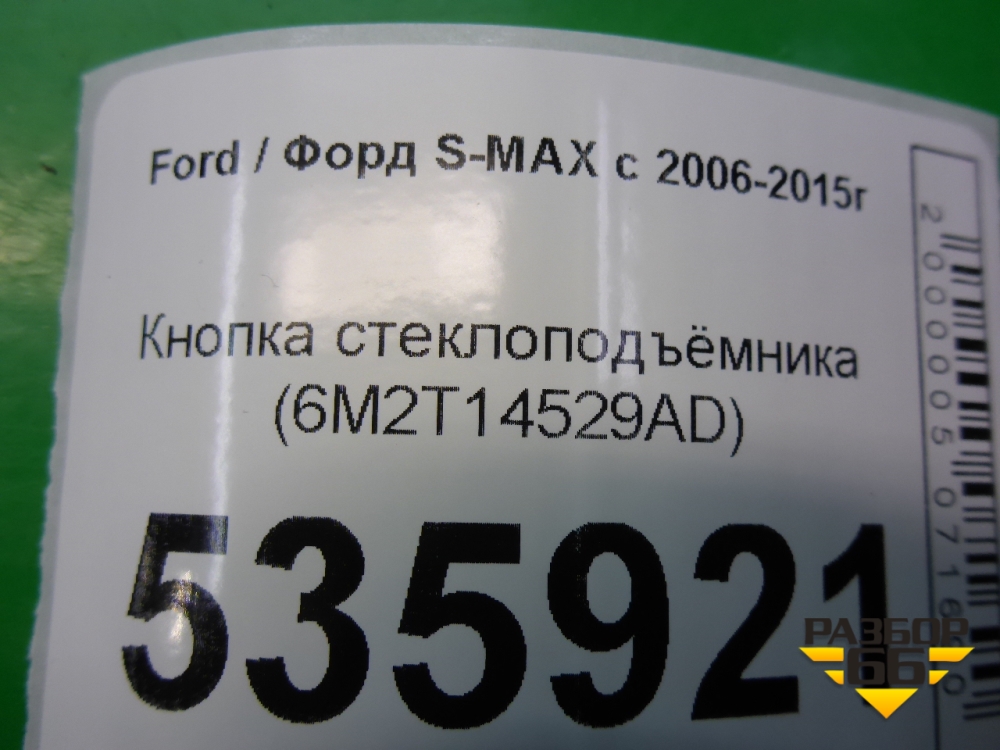 Ford / Форд S-MAX с 2006-2015г
Кнопка стеклоподъёмника
(6M2T14529AD)
535921
РАЗБОР
66